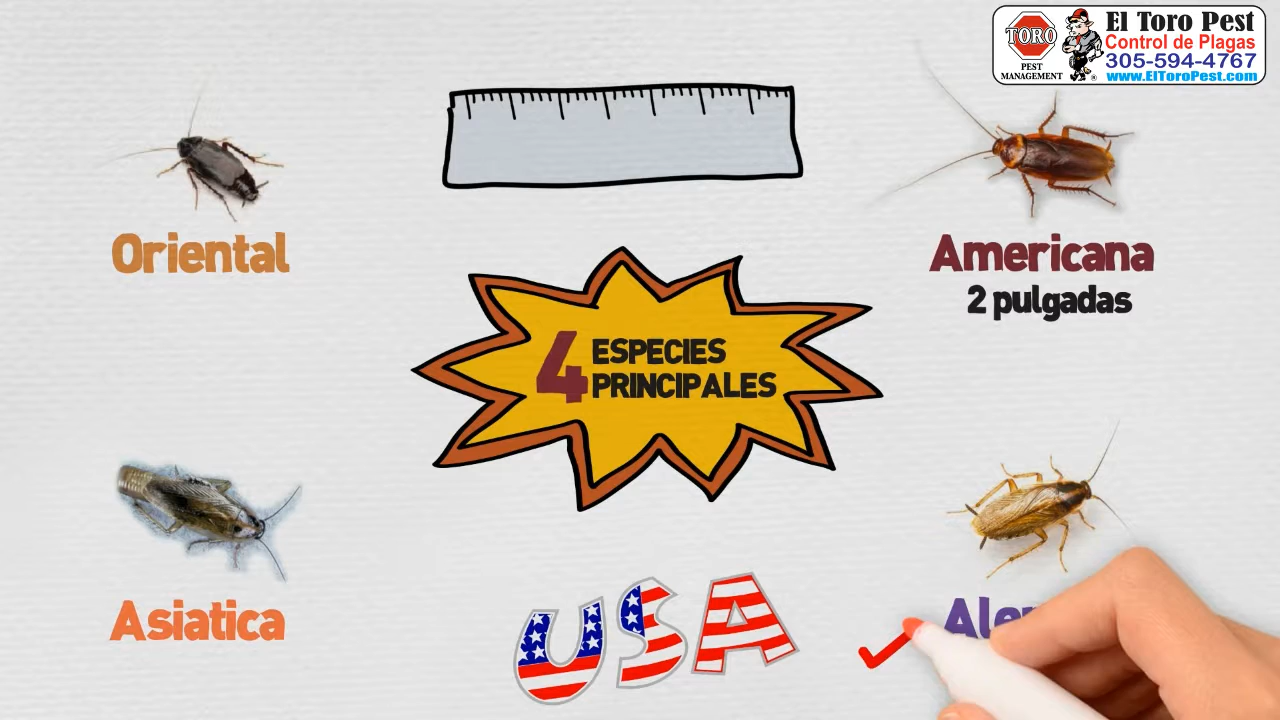 TORO
PEST
MANAGEMENT
El Toro Pest
Control de Plagas
305-594-4767
www.ElToroPest.com
Oriental
Americana
2 pulgadas
4 ESPECIES
PRINCIPALES
Asiatica
USA